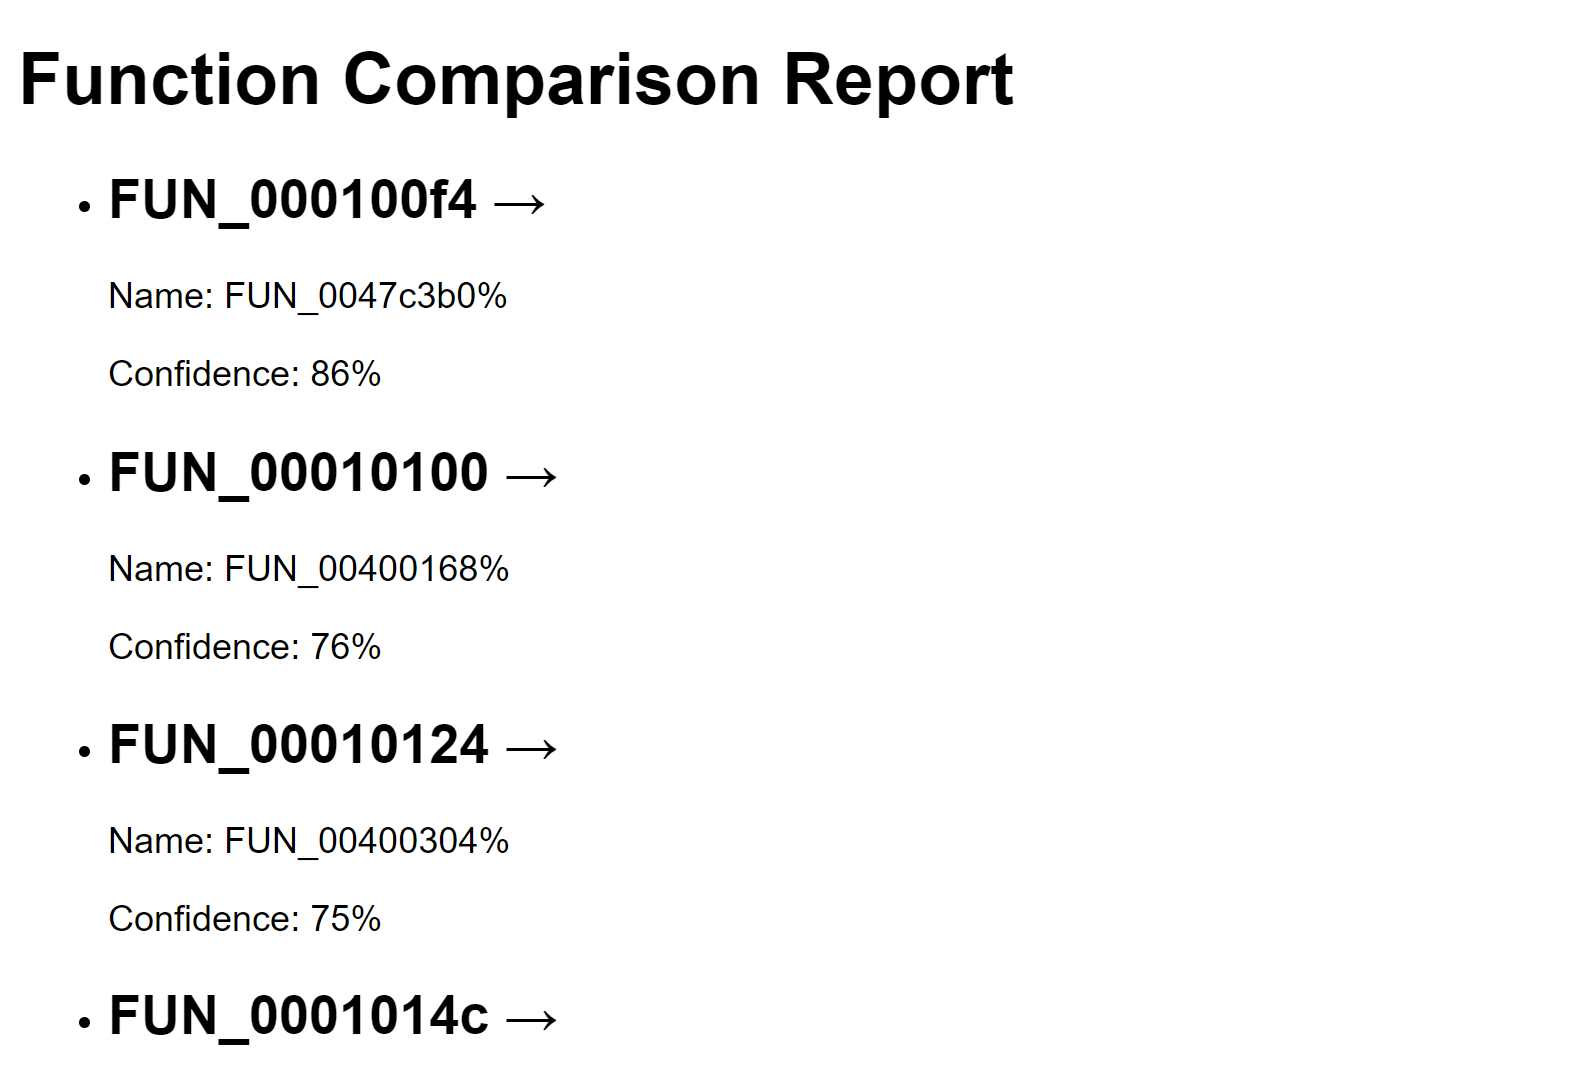 Function Comparison Report
• FUN_000100f4 →
Name: FUN_0047c3b0%
Confidence: 86%
• FUN_00010100 →
Name: FUN_00400168%
Confidence: 76%
• FUN_00010124 →
Name: FUN_00400304%
Confidence: 75%
• FUN_0001014c →